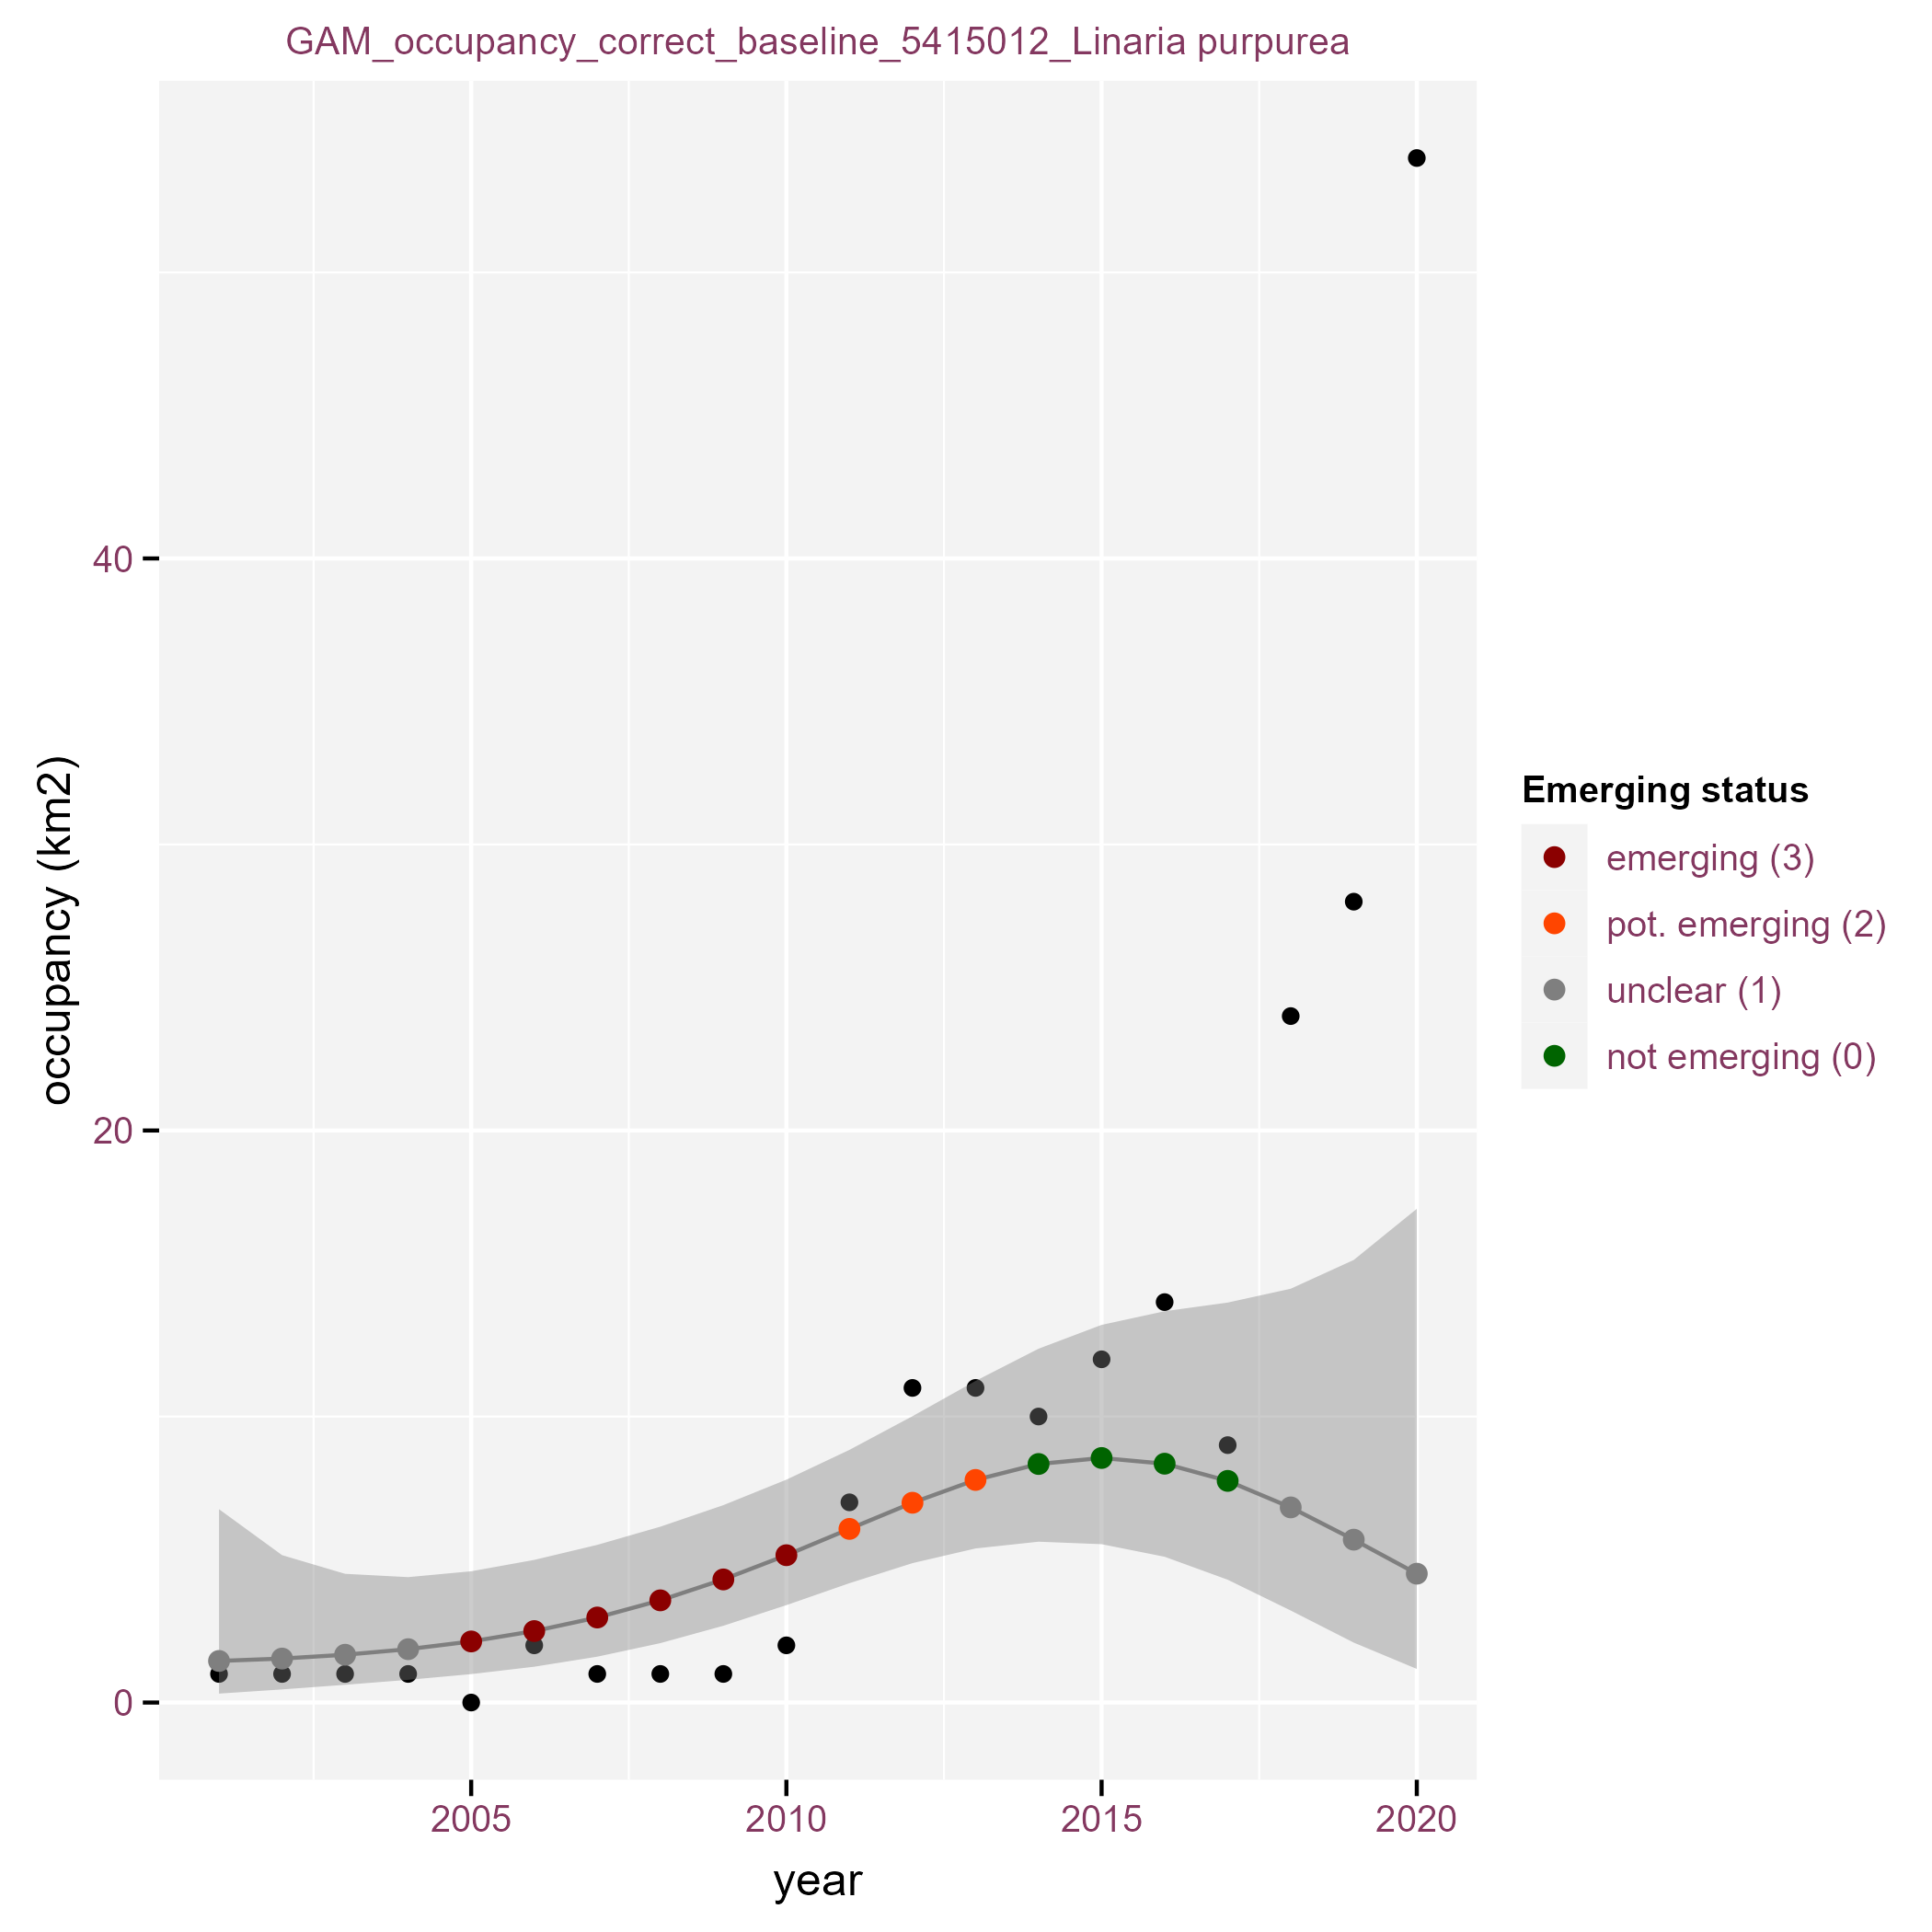 GAM_occupancy_correct_baseline_5415012_Linaria purpurea
occupancy (km2)
40
20
0
2005
2010
2015
2020
year
Emerging status
emerging (3)
pot. emerging (2)
unclear (1)
not emerging (0)